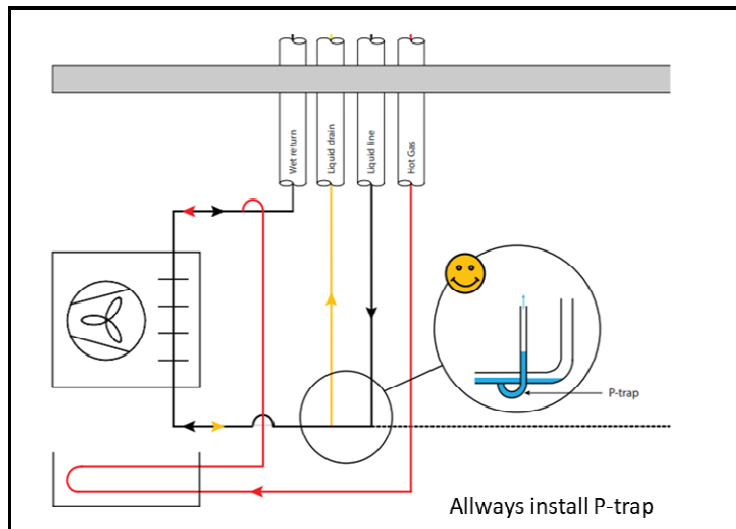 Wet return
Liquid drain
Liquid line
Hot Gas
P-trap
Allways install P-trap